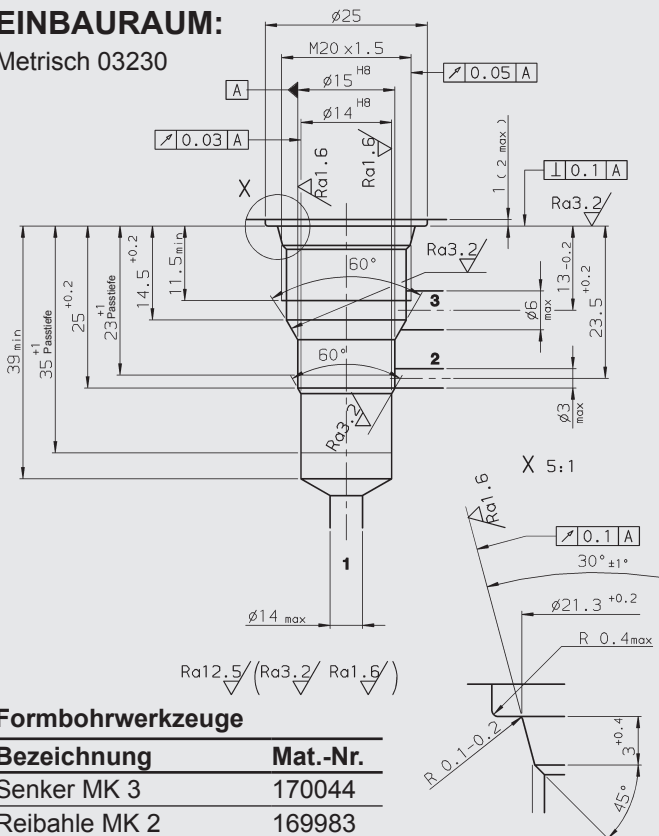 EINBAURAUM:
Metrisch 03230
ø25
M20 x1.5
ø15 H8
ø14 H8
A
↗ 0.05 A
↗ 0.03 A
Ra1.6
Ra1.6
X
1 ( 2 max )
⊥ 0.1 A
Ra3.2
Ra3.2
60°
3
60°
2
Ra3.2
39 min
35 +1 Passtiefe
25 +0.2
23 +1 Passtiefe
14.5 +0.2
11.5 min
ø6 max
13 -0.2
23.5 +0.2
ø3 max
1
ø14 max
X 5:1
Ra1.6
↗ 0.1 A
30° ±1°
ø21.3 +0.2
R 0.4max
R 0.1-0.2
3 +0.4
45°
Ra12.5 ( Ra3.2 Ra1.6 )
Formbohrwerkzeuge
Bezeichnung Mat.-Nr.
Senker MK 3 170044
Reibahle MK 2 169983